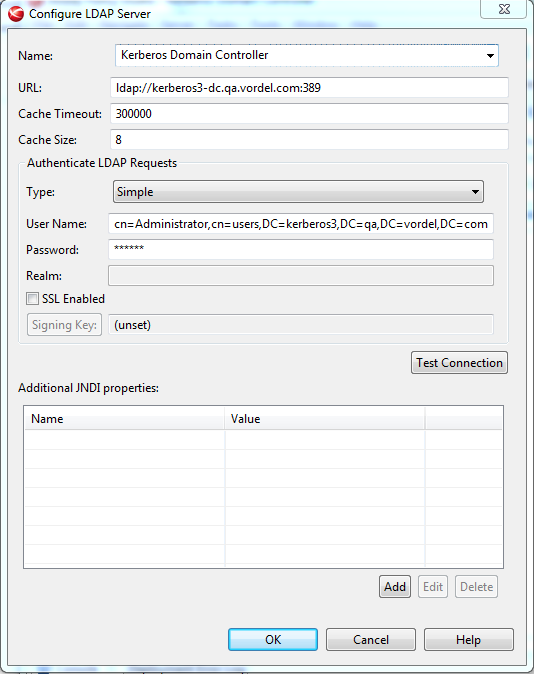 Configure LDAP Server
Name: Kerberos Domain Controller
URL: ldap://kerberos3-dc.qa.vordel.com:389
Cache Timeout: 300000
Cache Size: 8
Authenticate LDAP Requests
Type: Simple
User Name: cn=Administrator,cn=users,DC=kerberos3,DC=qa,DC=vordel,DC=com
Password: ******
Realm:
SSL Enabled
Signing Key: (unset)
Test Connection
Additional JNDI properties:
Name Value
Add Edit Delete
OK Cancel Help